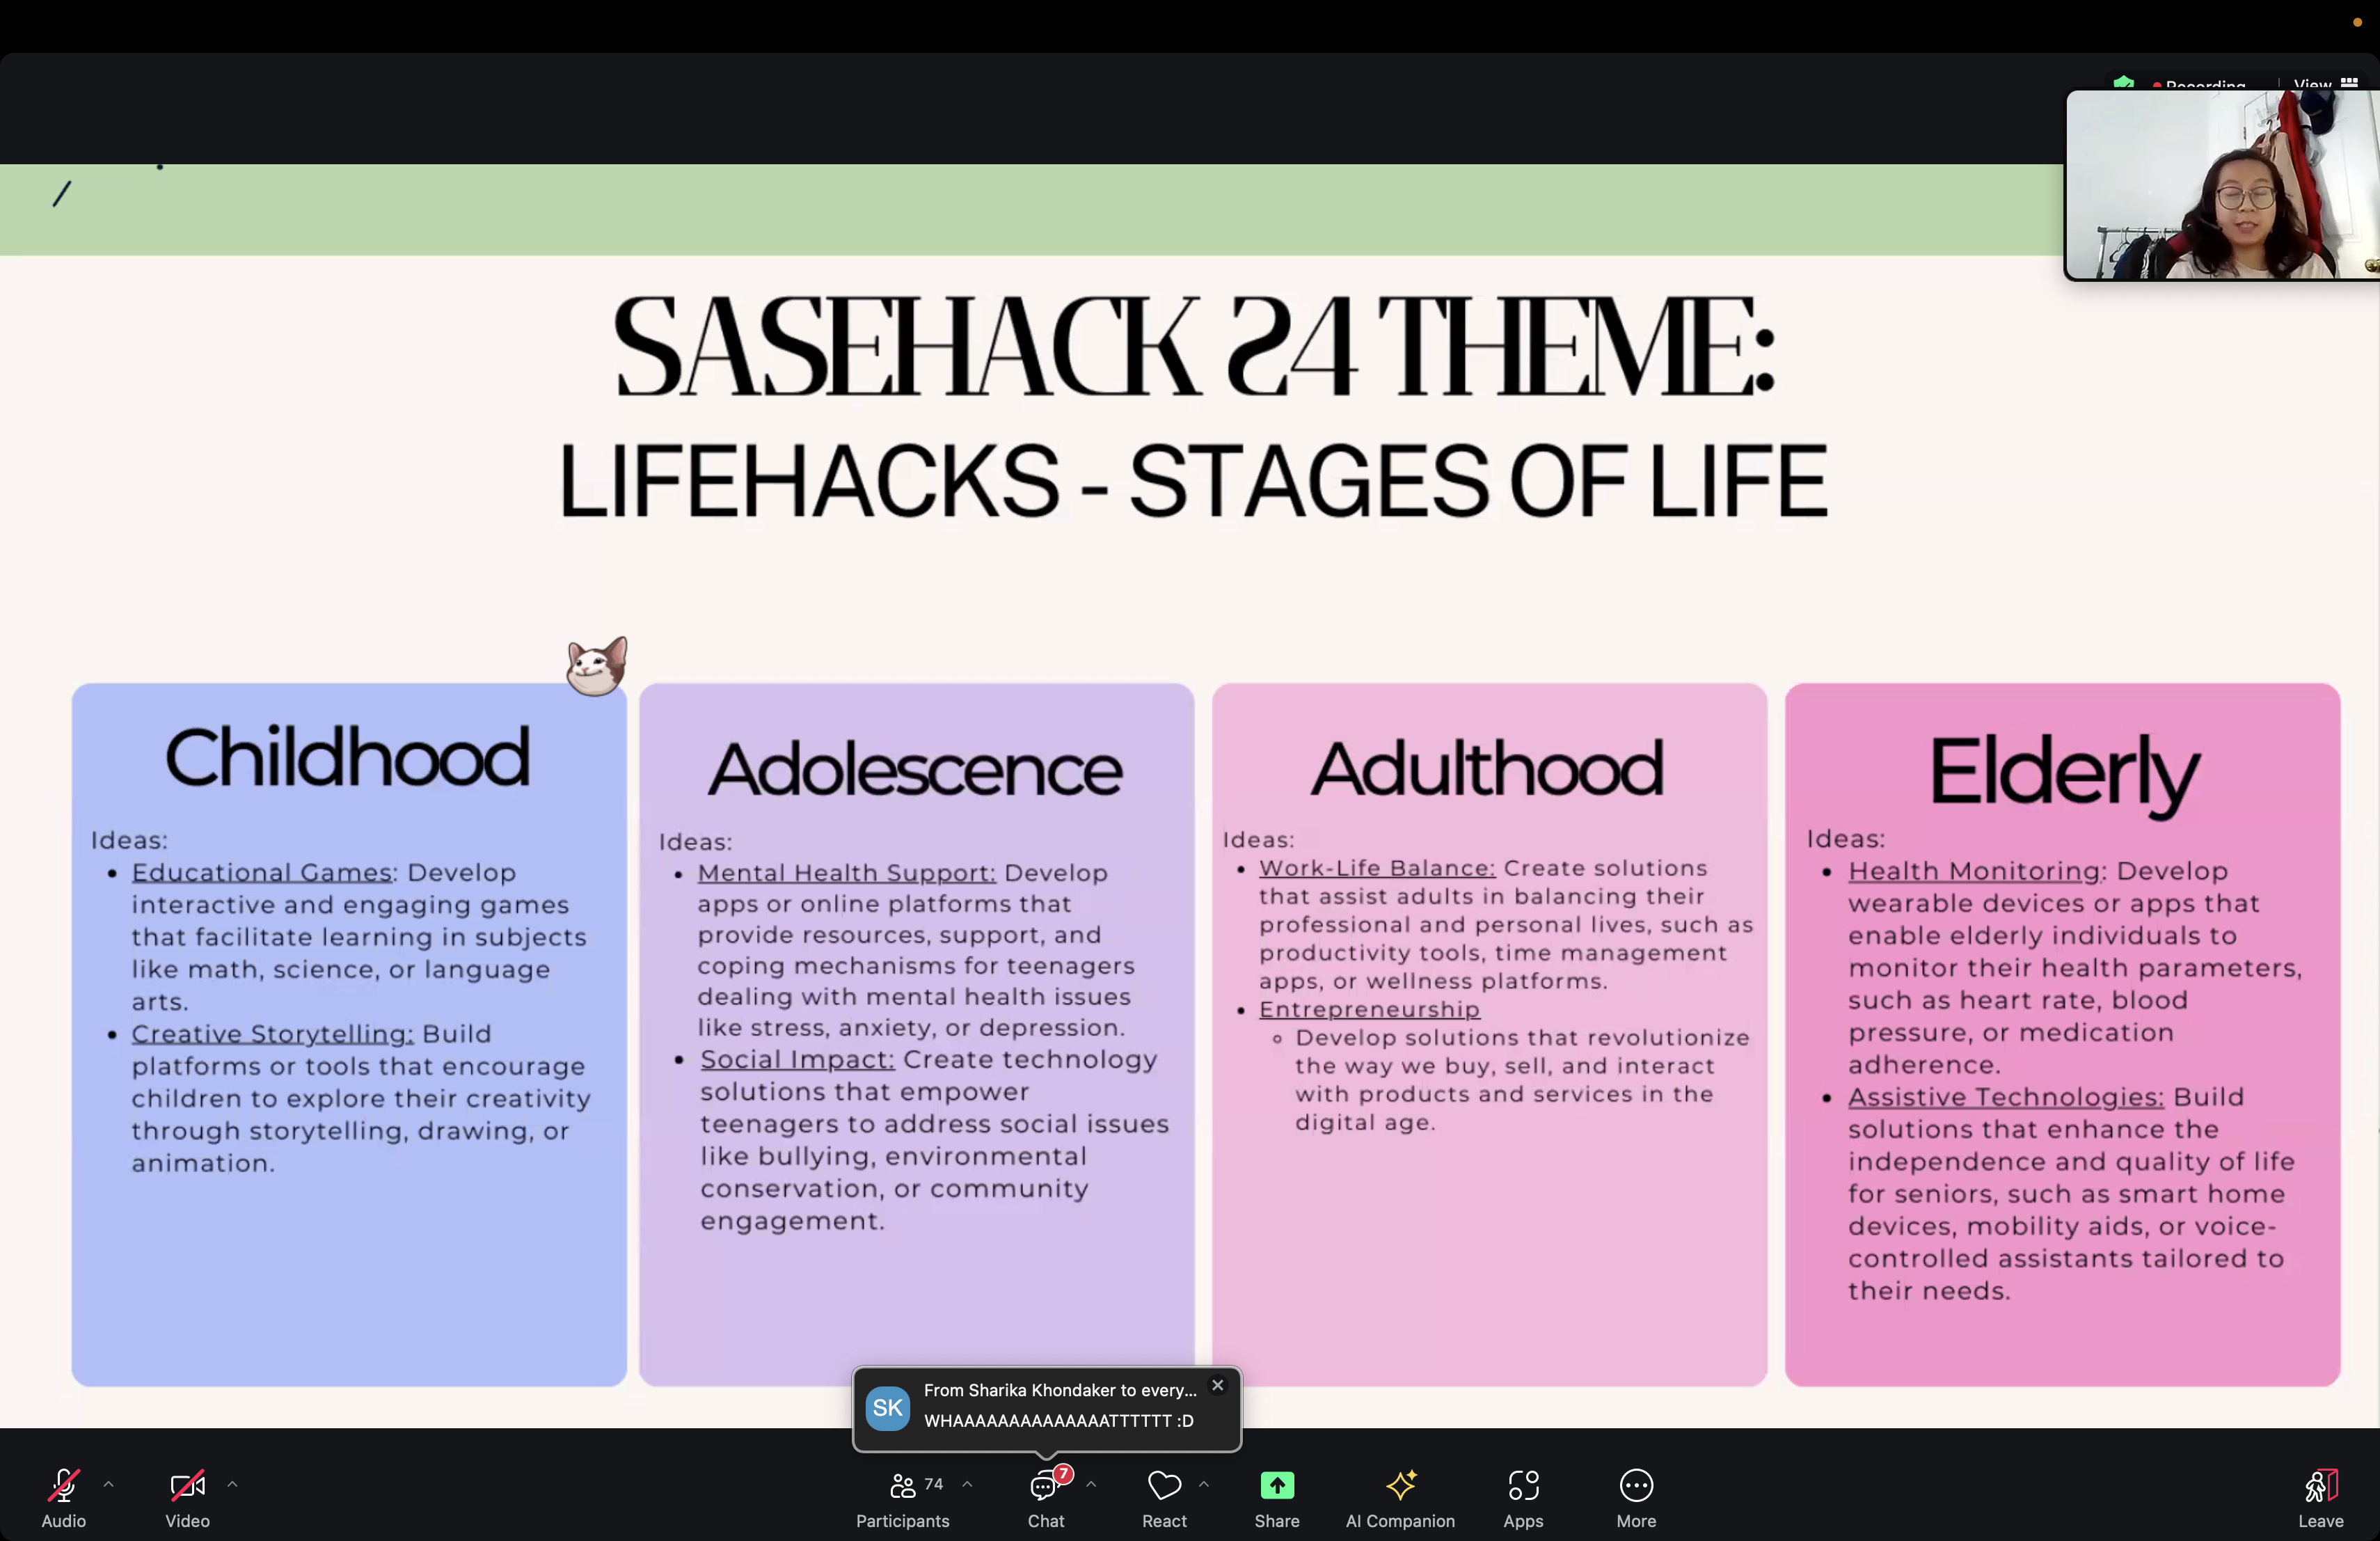 Recording | View
SASEHACK 24 THEME:
LIFEHACKS - STAGES OF LIFE
Childhood
Ideas:
• Educational Games: Develop
interactive and engaging games
that facilitate learning in subjects
like math, science, or language
arts.
• Creative Storytelling: Build
platforms or tools that encourage
children to explore their creativity
through storytelling, drawing, or
animation.
Adolescence
Ideas:
• Mental Health Support: Develop
apps or online platforms that
provide resources, support, and
coping mechanisms for teenagers
dealing with mental health issues
like stress, anxiety, or depression.
• Social Impact: Create technology
solutions that empower
teenagers to address social issues
like bullying, environmental
conservation, or community
engagement.
Adulthood
Ideas:
• Work-Life Balance: Create solutions
that assist adults in balancing their
professional and personal lives, such as
productivity tools, time management
apps, or wellness platforms.
• Entrepreneurship
◦ Develop solutions that revolutionize
the way we buy, sell, and interact
with products and services in the
digital age.
Elderly
Ideas:
• Health Monitoring: Develop
wearable devices or apps that
enable elderly individuals to
monitor their health parameters,
such as heart rate, blood
pressure, or medication
adherence.
• Assistive Technologies: Build
solutions that enhance the
independence and quality of life
for seniors, such as smart home
devices, mobility aids, or voice-
controlled assistants tailored to
their needs.
SK
From Sharika Khondaker to every...
WHAAAAAAAAAAAAAATTTTTT :D
74
7
Audio
Video
Participants
Chat
React
Share
AI Companion
Apps
More
Leave